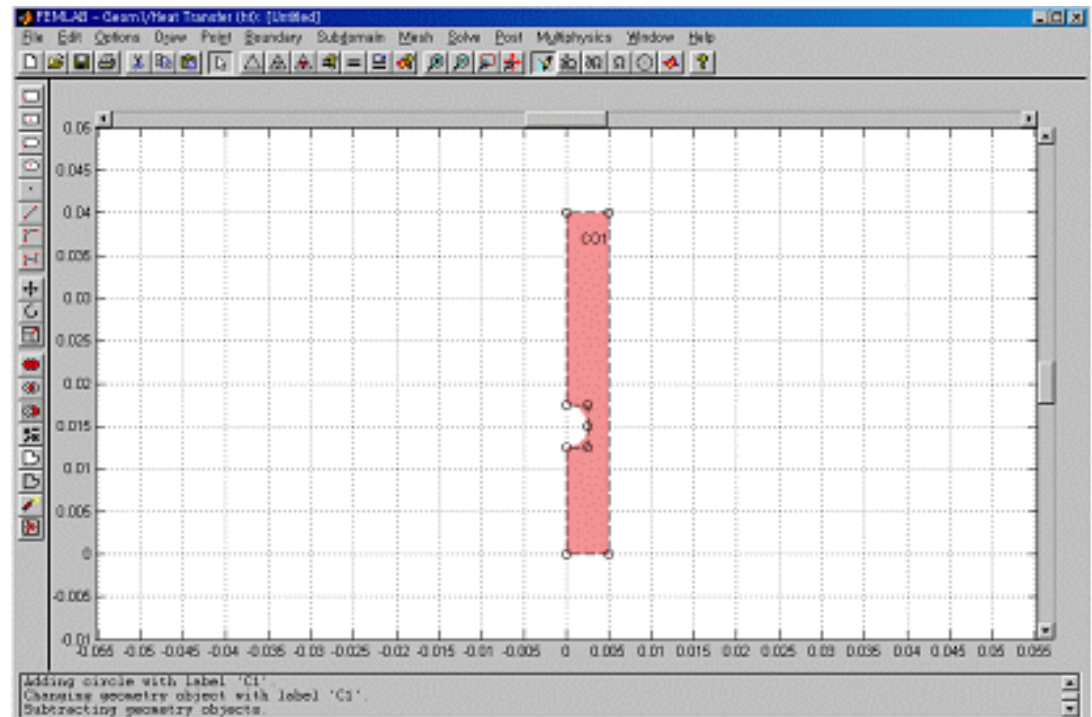 FEMLAB - Geom1/Heat Transfer (ht): [Untitled]
File Edit Options Draw Point Boundary Subdomain Mesh Solve Post Multiphysics Window Help
0.05
0.045
0.04
CO1
0.035
0.03
0.025
0.02
0.015
0.01
0.005
0
-0.005
-0.01
-0.055 -0.05 -0.045 -0.04 -0.035 -0.03 -0.025 -0.02 -0.015 -0.01 -0.005 0 0.005 0.01 0.015 0.02 0.025 0.03 0.035 0.04 0.045 0.05 0.055
Adding circle with label 'C1'.
Changing geometry object with label 'C1'.
Subtracting geometry objects.